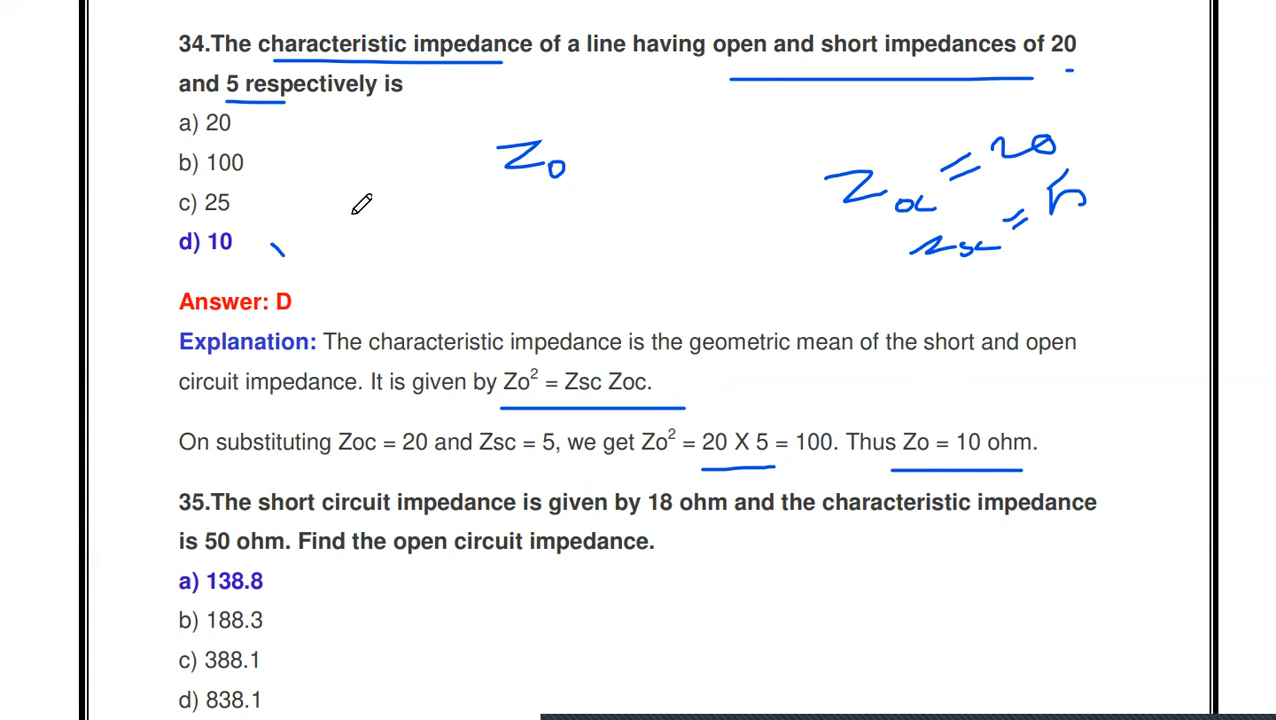 34.The characteristic impedance of a line having open and short impedances of 20
and 5 respectively is
a) 20
b) 100
Zo
Zoc = 20
c) 25
Zsc = 5
d) 10
Answer: D
Explanation: The characteristic impedance is the geometric mean of the short and open
circuit impedance. It is given by Zo² = Zsc Zoc.
On substituting Zoc = 20 and Zsc = 5, we get Zo² = 20 X 5 = 100. Thus Zo = 10 ohm.
35.The short circuit impedance is given by 18 ohm and the characteristic impedance
is 50 ohm. Find the open circuit impedance.
a) 138.8
b) 188.3
c) 388.1
d) 838.1